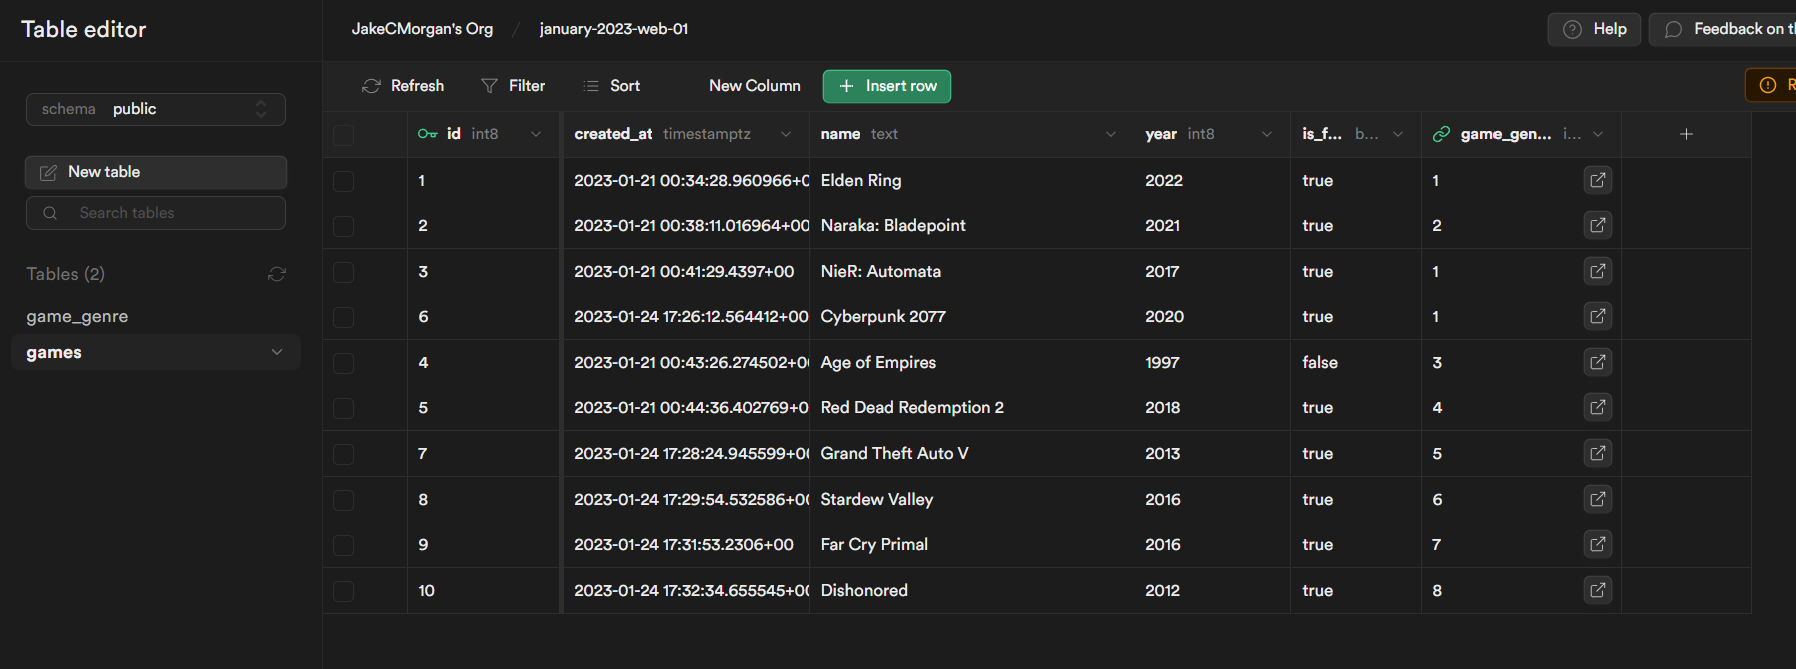 Table editor
JakeCMorgan's Org / january-2023-web-01
Help
Feedback on th
schema public
Refresh Filter Sort New Column + Insert row
R
New table
Search tables
Tables (2)
game_genre
games
id int8 created_at timestamptz name text year int8 is_f... b... game_gen... i... +
1 2023-01-21 00:34:28.960966+0 Elden Ring 2022 true 1
2 2023-01-21 00:38:11.016964+00 Naraka: Bladepoint 2021 true 2
3 2023-01-21 00:41:29.4397+00 NieR: Automata 2017 true 1
6 2023-01-24 17:26:12.564412+00 Cyberpunk 2077 2020 true 1
4 2023-01-21 00:43:26.274502+00 Age of Empires 1997 false 3
5 2023-01-21 00:44:36.402769+0 Red Dead Redemption 2 2018 true 4
7 2023-01-24 17:28:24.945599+00 Grand Theft Auto V 2013 true 5
8 2023-01-24 17:29:54.532586+00 Stardew Valley 2016 true 6
9 2023-01-24 17:31:53.2306+00 Far Cry Primal 2016 true 7
10 2023-01-24 17:32:34.655545+00 Dishonored 2012 true 8